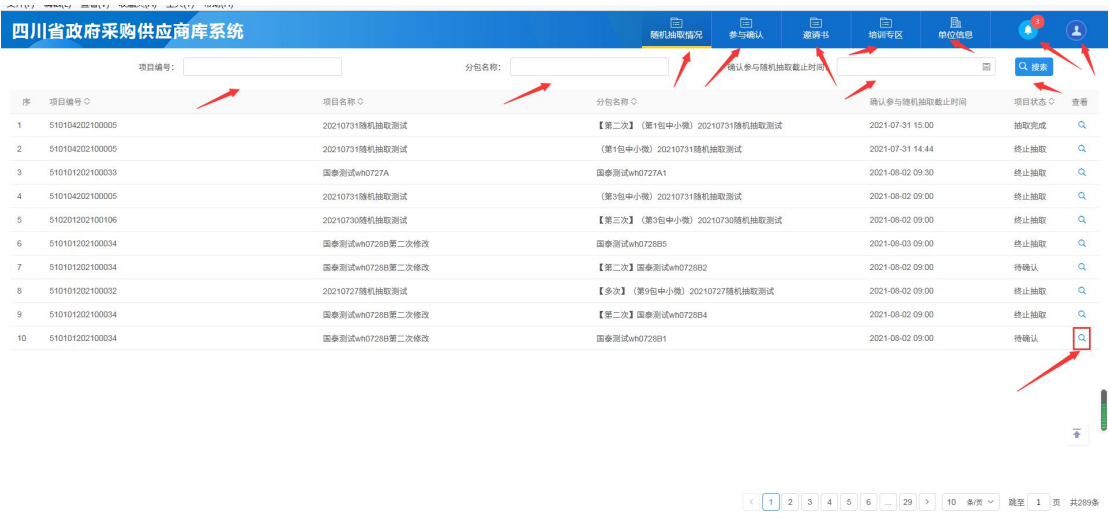 四川省政府采购供应商库系统
随机抽取情况 参与确认 邀请书 培训专区 单位信息 3
项目编号: 分包名称: 确认参与随机抽取截止时间: 搜索
序 项目编号 项目名称 分包名称 确认参与随机抽取截止时间 项目状态 查看
1 510104202100005 20210731随机抽取测试 【第二次】(第1包中小微)20210731随机抽取测试 2021-07-31 15:00 抽取完成
2 510104202100005 20210731随机抽取测试 (第1包中小微)20210731随机抽取测试 2021-07-31 14:44 终止抽取
3 510101202100033 国泰测试wh0727A 国泰测试wh0727A1 2021-08-02 09:30 终止抽取
4 510104202100005 20210731随机抽取测试 (第3包中小微)20210731随机抽取测试 2021-08-02 09:00 终止抽取
5 510201202100106 20210730随机抽取测试 【第三次】(第3包中小微)20210730随机抽取测试 2021-08-02 09:00 终止抽取
6 510101202100034 国泰测试wh0728B第二次修改 国泰测试wh0728B5 2021-08-03 09:00 终止抽取
7 510101202100034 国泰测试wh0728B第二次修改 【第二次】国泰测试wh0728B2 2021-08-02 09:00 待确认
8 510101202100032 20210727随机抽取测试 【多次】(第9包中小微)20210727随机抽取测试 2021-08-02 09:00 终止抽取
9 510101202100034 国泰测试wh0728B第二次修改 【第二次】国泰测试wh0728B4 2021-08-02 09:00 终止抽取
10 510101202100034 国泰测试wh0728B第二次修改 国泰测试wh0728B1 2021-08-02 09:00 待确认
< 1 2 3 4 5 6 ... 29 > 10 条/页 跳至 1 页 共289条